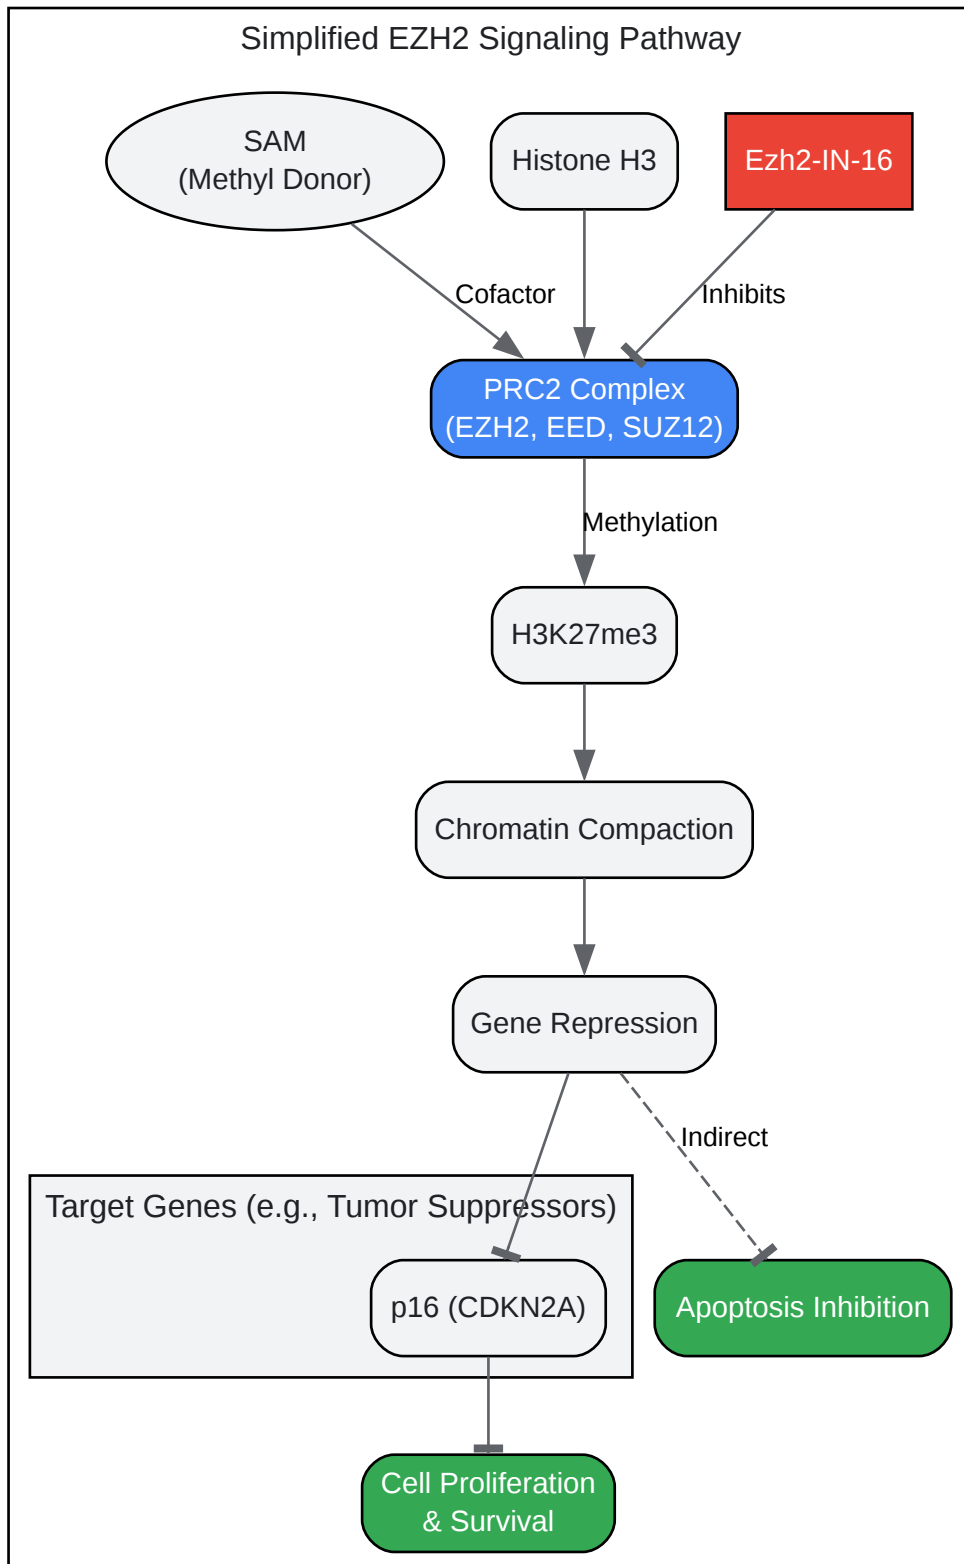 Simplified EZH2 Signaling Pathway
SAM
(Methyl Donor)
Histone H3
Ezh2-IN-16
Cofactor
Inhibits
PRC2 Complex
(EZH2, EED, SUZ12)
Methylation
H3K27me3
Chromatin Compaction
Gene Repression
Indirect
Target Genes (e.g., Tumor Suppressors)
p16 (CDKN2A)
Apoptosis Inhibition
Cell Proliferation
& Survival